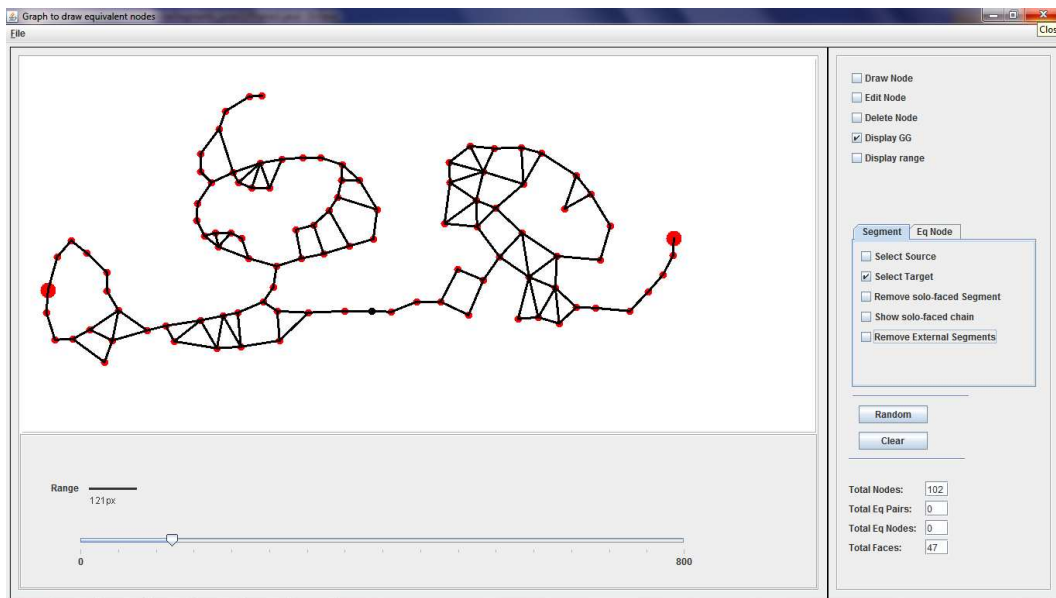 Graph to draw equivalent nodes
Clos
File
Draw Node
Edit Node
Delete Node
Display GG
Display range
Segment Eq Node
Select Source
Select Target
Remove solo-faced Segment
Show solo-faced chain
Remove External Segments
Random
Clear
Range
121px
0 800
Total Nodes: 102
Total Eq Pairs: 0
Total Eq Nodes: 0
Total Faces: 47